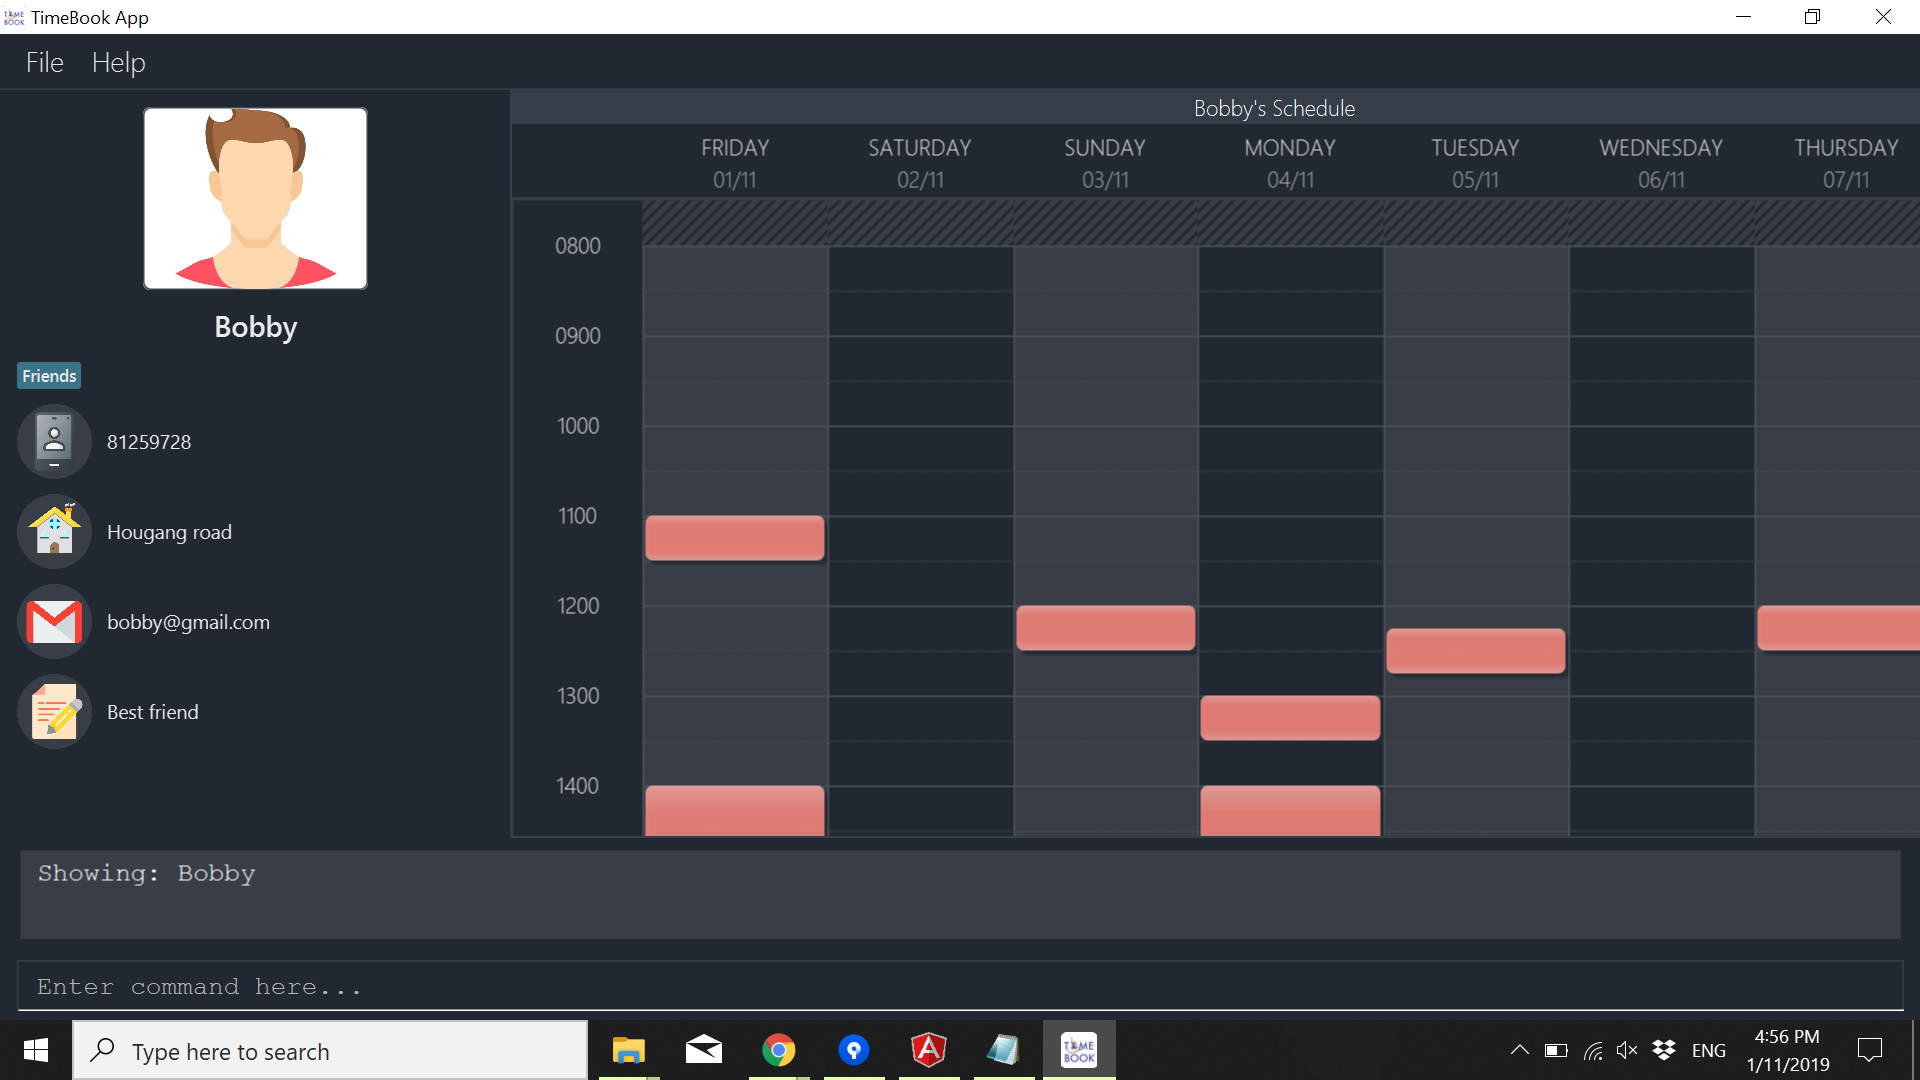 TimeBook App
File Help
Bobby
Friends
81259728
Hougang road
bobby@gmail.com
Best friend
Bobby's Schedule
FRIDAY SATURDAY SUNDAY MONDAY TUESDAY WEDNESDAY THURSDAY
01/11 02/11 03/11 04/11 05/11 06/11 07/11
0800
0900
1000
1100
1200
1300
1400
Showing: Bobby
Enter command here...
Type here to search
TIME
BOOK
ENG
4:56 PM
1/11/2019